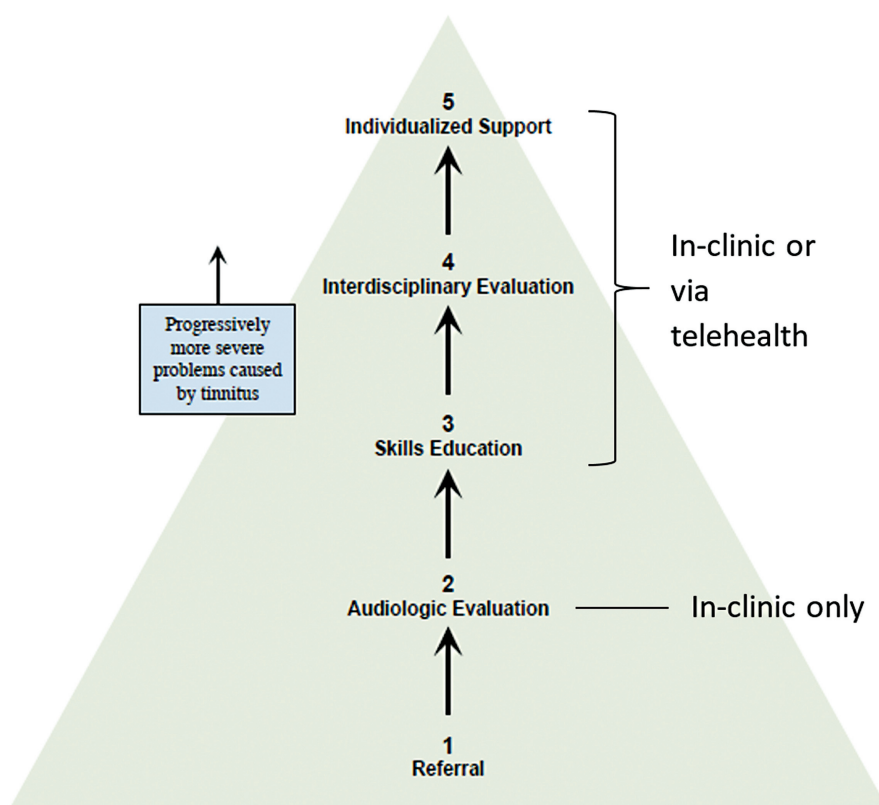 5
Individualized Support
In-clinic or
via
telehealth
4
Interdisciplinary Evaluation
Progressively
more severe
problems caused
by tinnitus
3
Skills Education
2
Audiologic Evaluation
In-clinic only
1
Referral